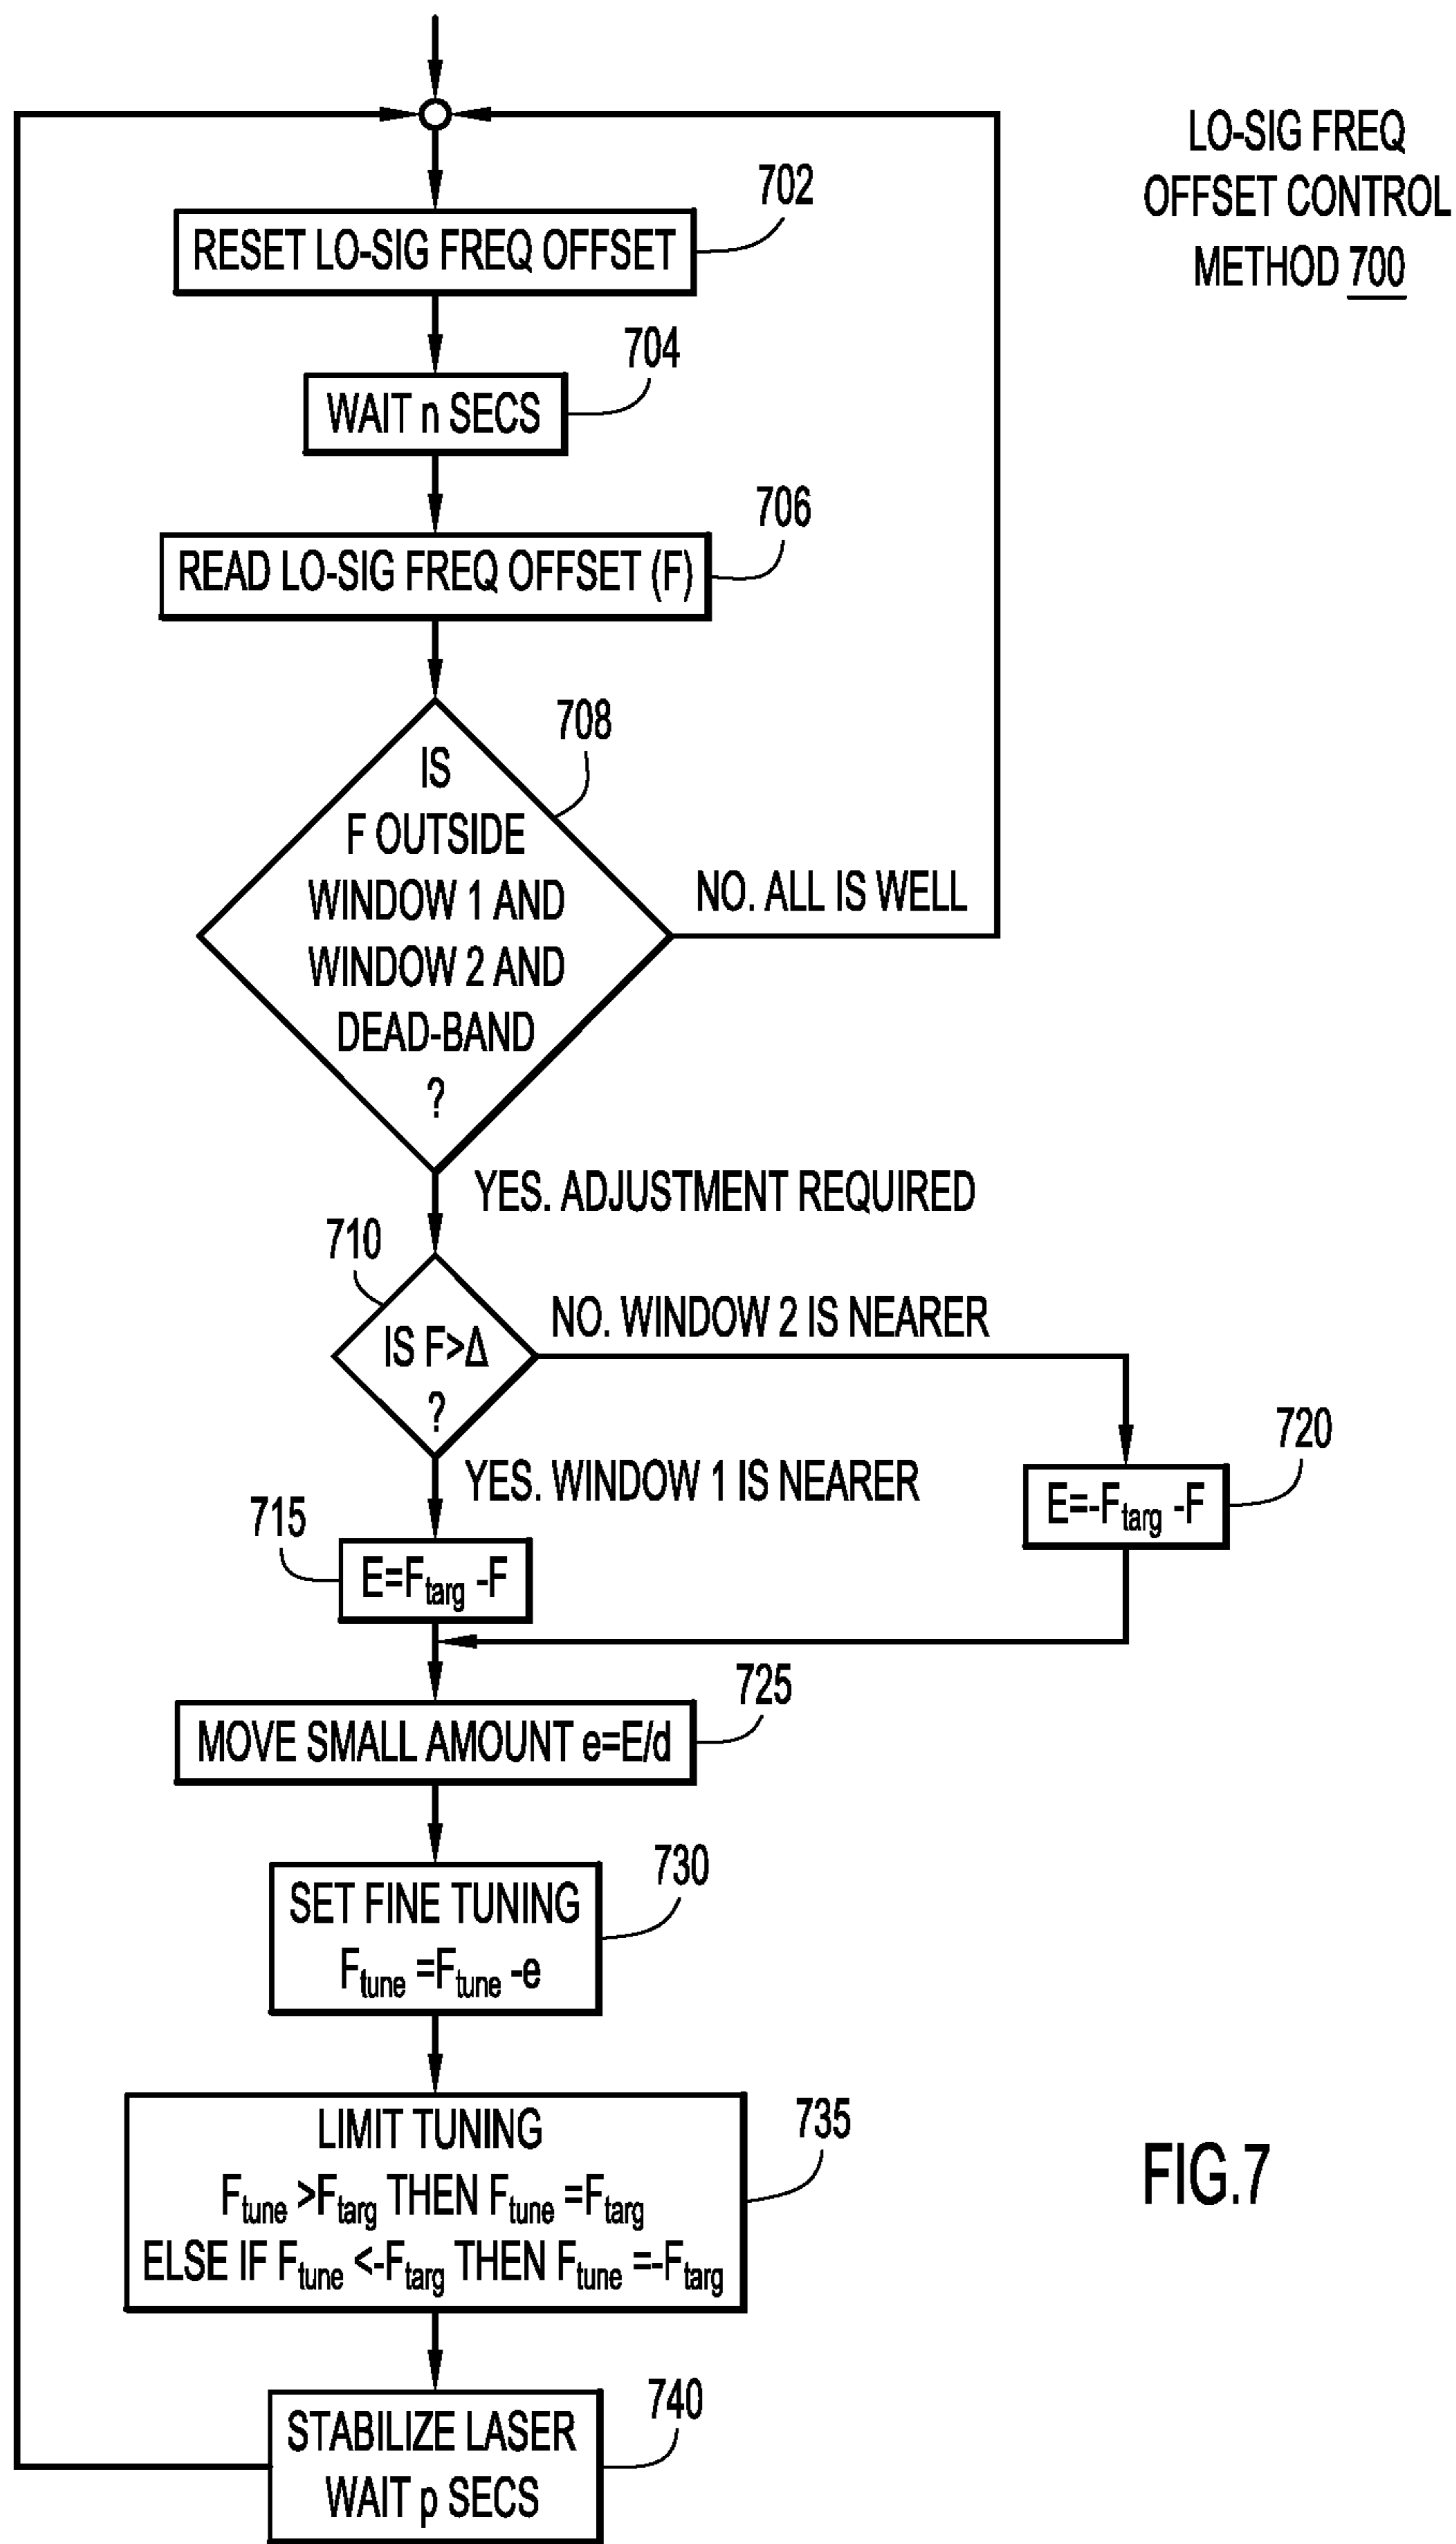 LO-SIG FREQ
OFFSET CONTROL
METHOD 700
702
RESET LO-SIG FREQ OFFSET
704
WAIT n SECS
706
READ LO-SIG FREQ OFFSET (F)
708
IS
F OUTSIDE
WINDOW 1 AND
WINDOW 2 AND
DEAD-BAND
?
NO. ALL IS WELL
YES. ADJUSTMENT REQUIRED
710
IS F>Δ
?
NO. WINDOW 2 IS NEARER
YES. WINDOW 1 IS NEARER
720
E=-Ftarg -F
715
E=Ftarg -F
725
MOVE SMALL AMOUNT e=E/d
730
SET FINE TUNING
Ftune =Ftune -e
735
LIMIT TUNING
Ftune >Ftarg THEN Ftune =Ftarg
ELSE IF Ftune <-Ftarg THEN Ftune =-Ftarg
740
STABILIZE LASER
WAIT p SECS
FIG.7